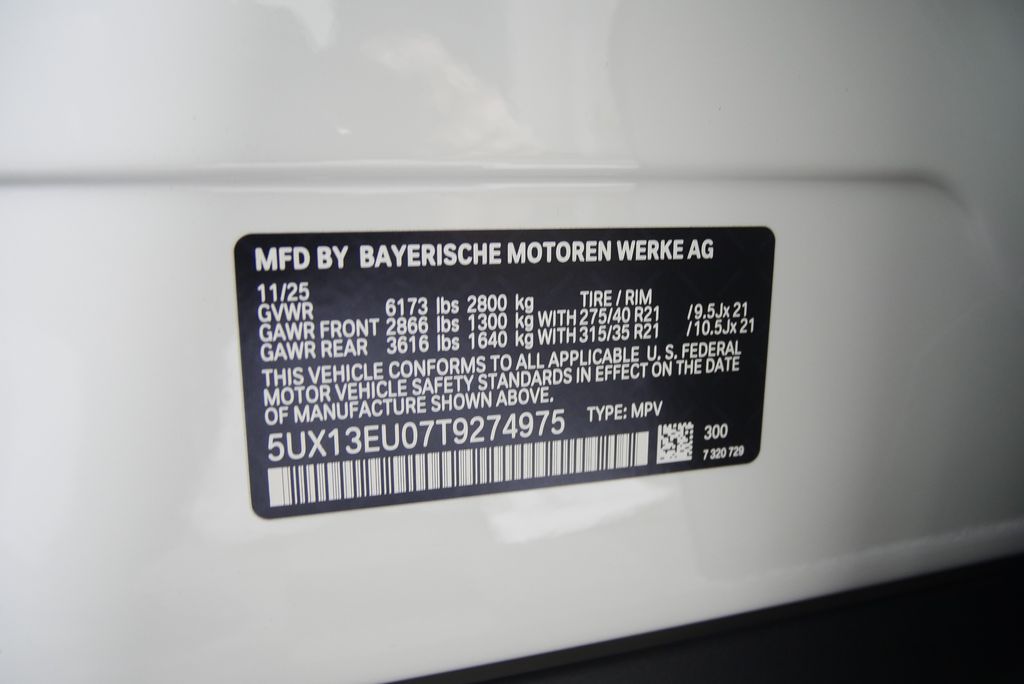 MFD BY BAYERISCHE MOTOREN WERKE AG
11/25
GVWR 6173 lbs 2800 kg TIRE / RIM
GAWR FRONT 2866 lbs 1300 kg WITH 275/40 R21 /9.5Jx 21
GAWR REAR 3616 lbs 1640 kg WITH 315/35 R21 /10.5Jx 21
THIS VEHICLE CONFORMS TO ALL APPLICABLE U. S. FEDERAL
MOTOR VEHICLE SAFETY STANDARDS IN EFFECT ON THE DATE
OF MANUFACTURE SHOWN ABOVE.
5UX13EU07T9274975 TYPE: MPV
300
7 320 729